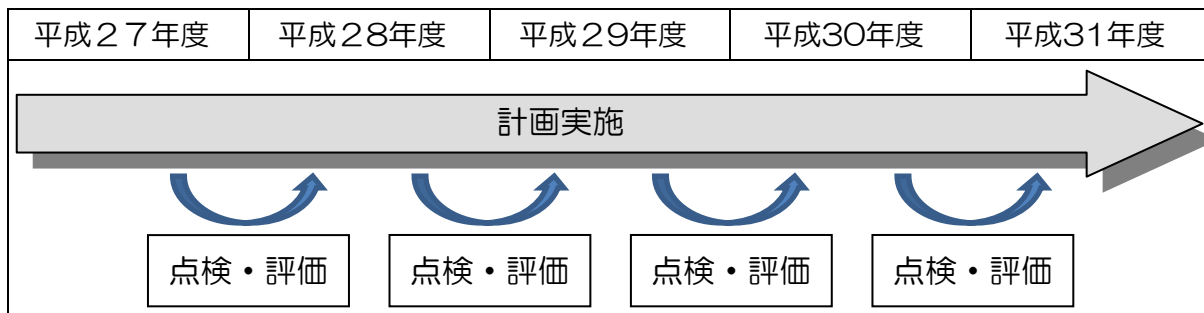 平成２７年度 平成２８年度 平成２９年度 平成30年度 平成31年度
計画実施
点検・評価 点検・評価 点検・評価 点検・評価